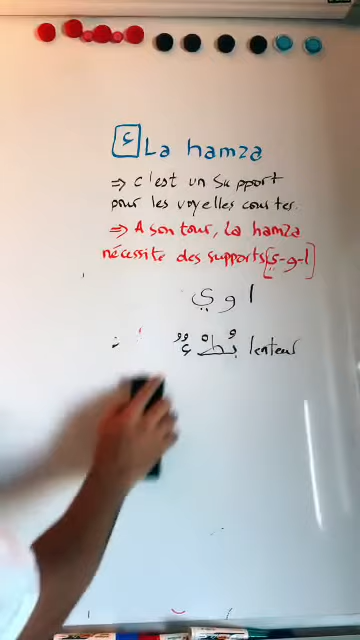 ء La hamza
⇒ c'est un support
pour les voyelles courtes.
⇒ A son tour, La hamza
nécessite des supports [ي-و-ا]
ا و ي
بُطْءٌ lenteur